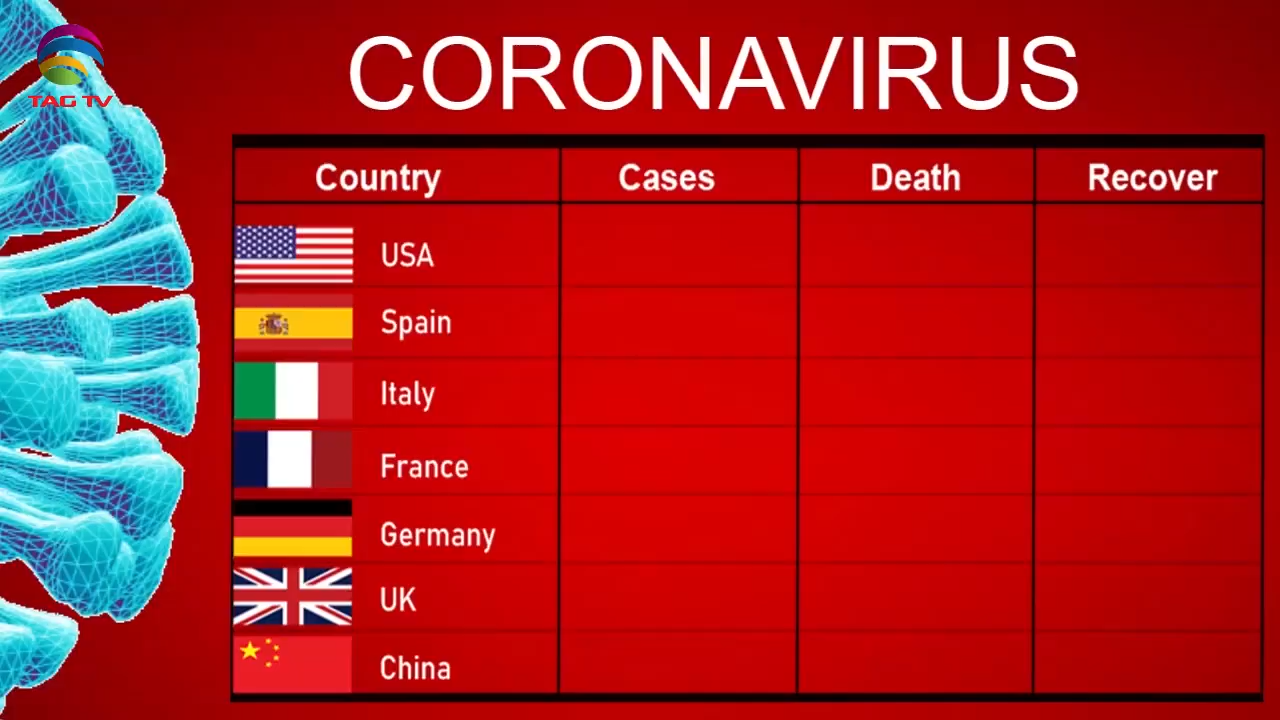 TAG TV
CORONAVIRUS
Country Cases Death Recover
USA
Spain
Italy
France
Germany
UK
China